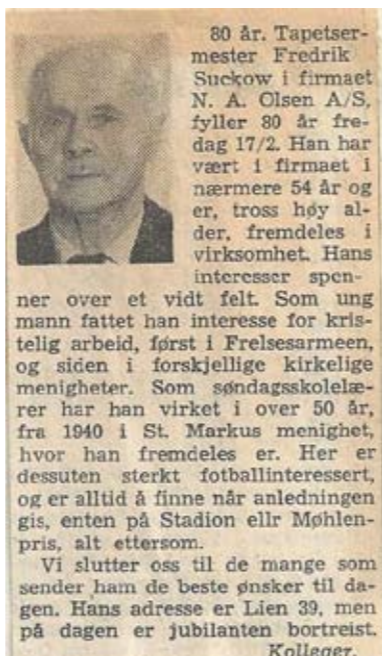 80 år. Tapetser-
mester Fredrik
Suckow i firmaet
N. A. Olsen A/S,
fyller 80 år fre-
dag 17/2. Han har
vært i firmaet i
nærmere 54 år og
er, tross høy al-
der, fremdeles i
virksomhet. Hans
interesser spen-
ner over et vidt felt. Som ung
mann fattet han interesse for kris-
telig arbeid, først i Frelsesarmeen,
og siden i forskjellige kirkelige
menigheter. Som søndagsskolelæ-
rer har han virket i over 50 år,
fra 1940 i St. Markus menighet,
hvor han fremdeles er. Her er
dessuten sterkt fotballinteressert,
og er alltid å finne når anledningen
gis, enten på Stadion ellr Møhlen-
pris, alt ettersom.
Vi slutter oss til de mange som
sender ham de beste ønsker til da-
gen. Hans adresse er Lien 39, men
på dagen er jubilanten bortreist.
Kolleger.